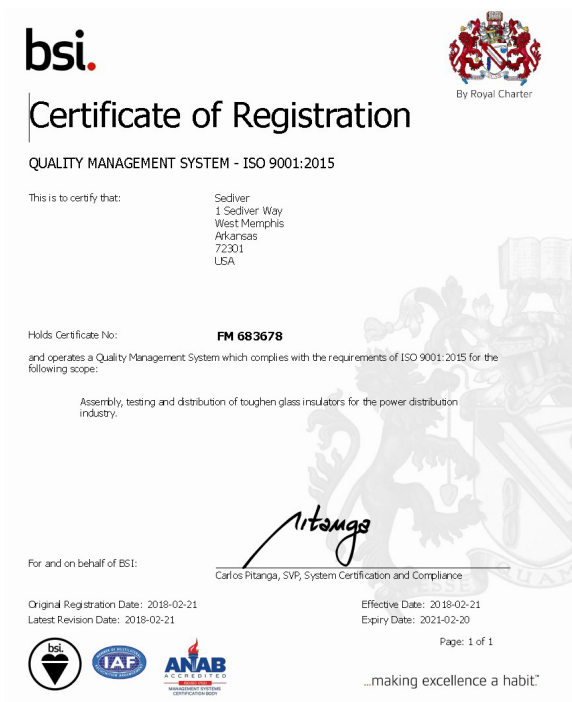 bsi.
By Royal Charter
Certificate of Registration
QUALITY MANAGEMENT SYSTEM - ISO 9001:2015
This is to certify that:
Sediver
1 Sediver Way
West Memphis
Arkansas
72301
USA
Holds Certificate No:
FM 683678
and operates a Quality Management System which complies with the requirements of ISO 9001:2015 for the
following scope:
Assembly, testing and distribution of toughen glass insulators for the power distribution
industry.
Pitanga
For and on behalf of BSI:
Carlos Pitanga, SVP, System Certification and Compliance
Original Registration Date: 2018-02-21
Effective Date: 2018-02-21
Latest Revision Date: 2018-02-21
Expiry Date: 2021-02-20
Page: 1 of 1
bsi.
IAF
ANAB
ACCREDITED
MANAGEMENT SYSTEMS
CERTIFICATION BODY
...making excellence a habit.™